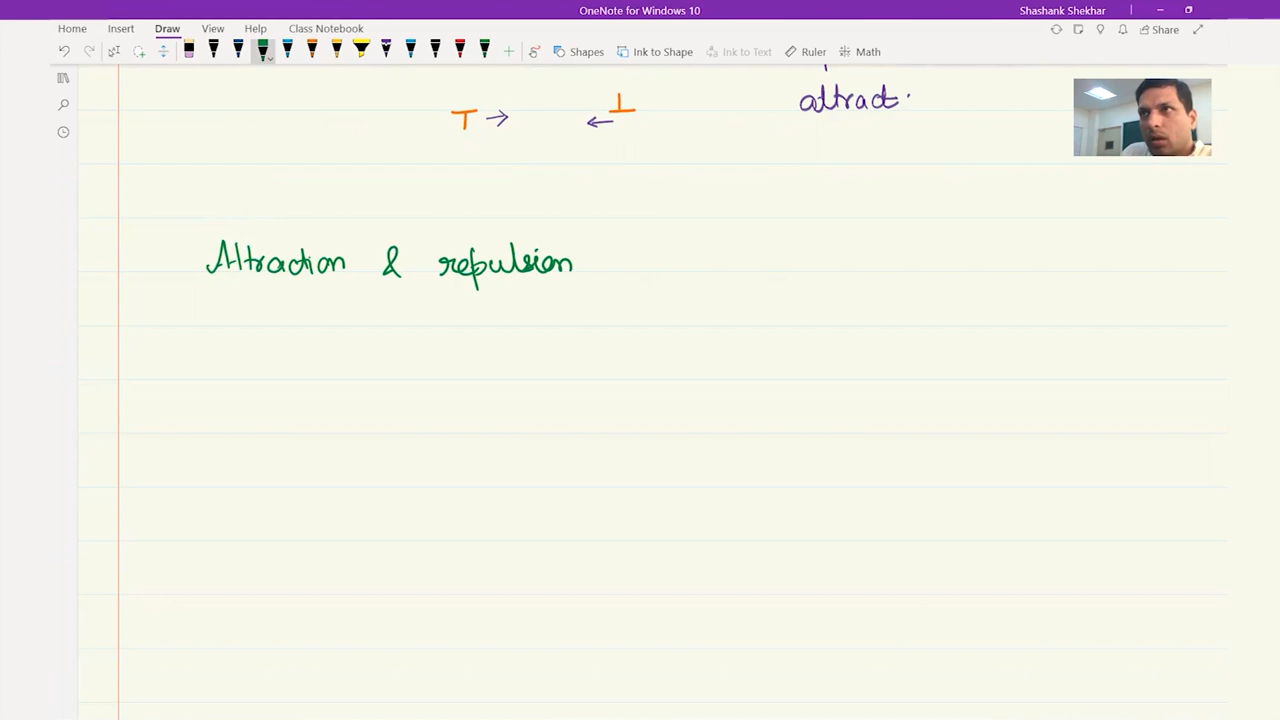 OneNote for Windows 10
Shashank Shekhar
Home Insert Draw View Help Class Notebook
Shapes Ink to Shape Ink to Text Ruler Math Share
attract.
T → ← ⊥
Attraction & repulsion